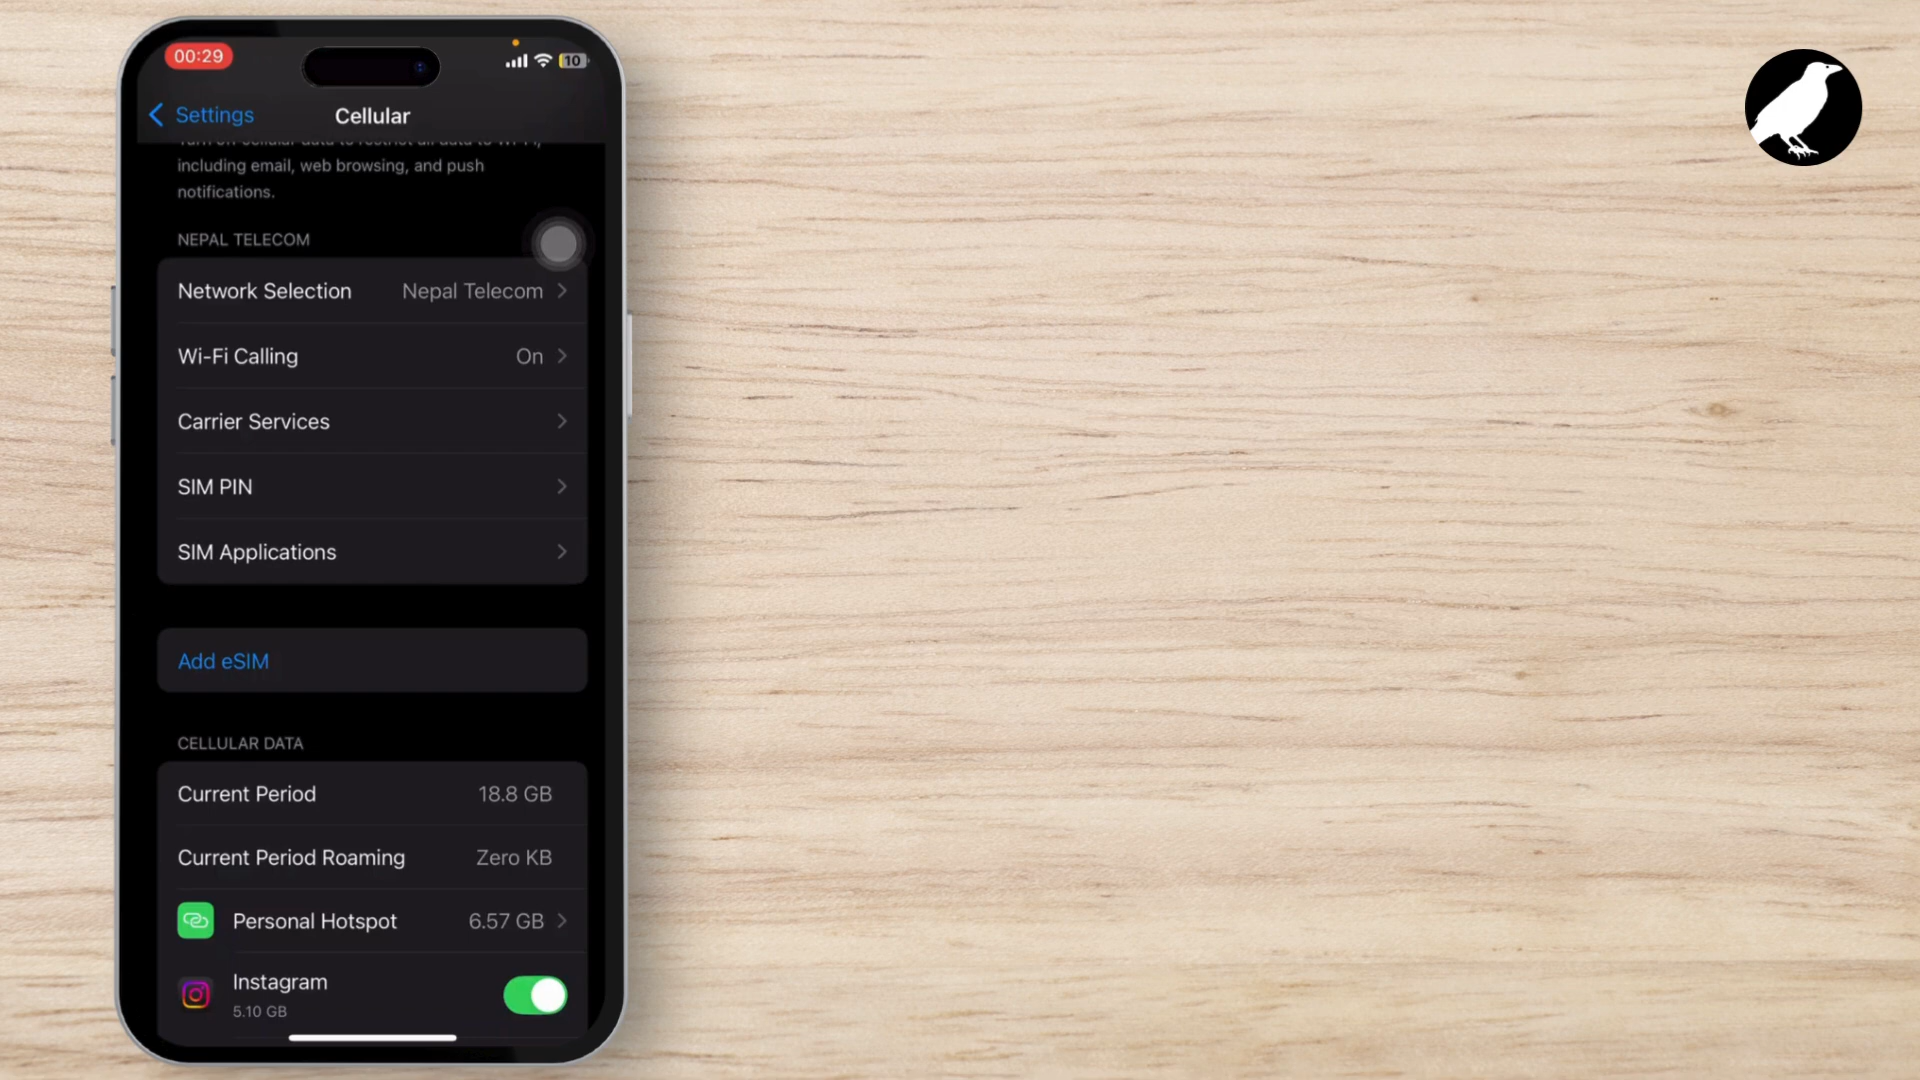 00:29
10
Settings
Cellular
including email, web browsing, and push
notifications.
NEPAL TELECOM
Network Selection Nepal Telecom
Wi-Fi Calling On
Carrier Services
SIM PIN
SIM Applications
Add eSIM
CELLULAR DATA
Current Period 18.8 GB
Current Period Roaming Zero KB
Personal Hotspot 6.57 GB
Instagram
5.10 GB